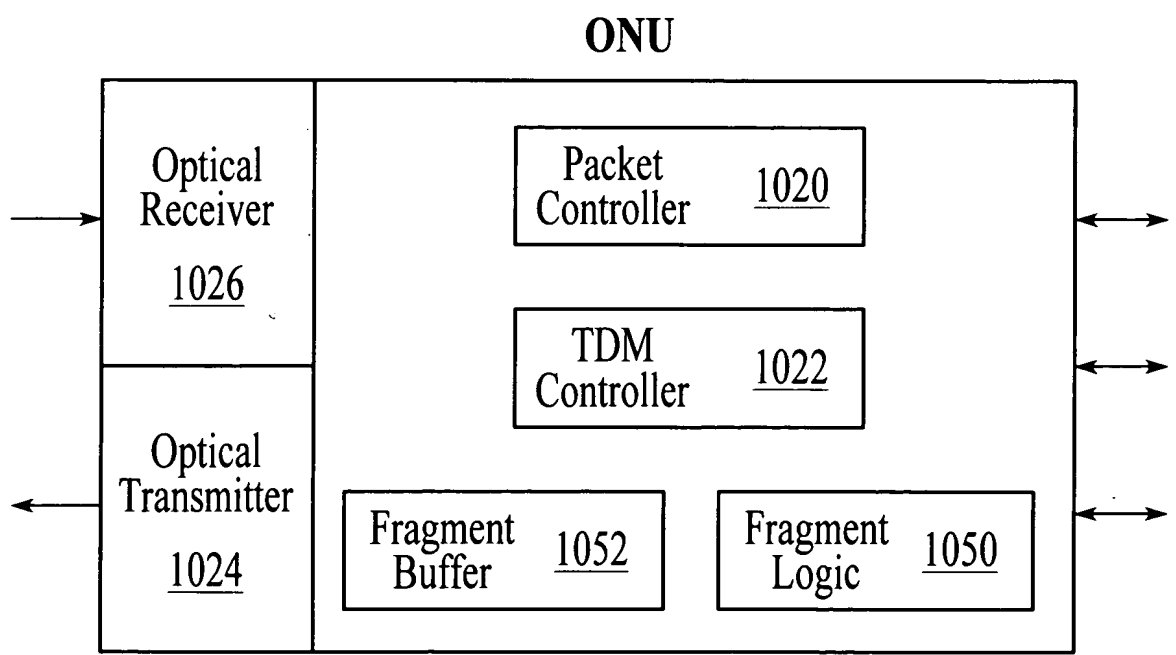 ONU
Optical
Receiver
1026
Packet
Controller
1020
TDM
Controller
1022
Optical
Transmitter
1024
Fragment
Buffer
1052
Fragment
Logic
1050